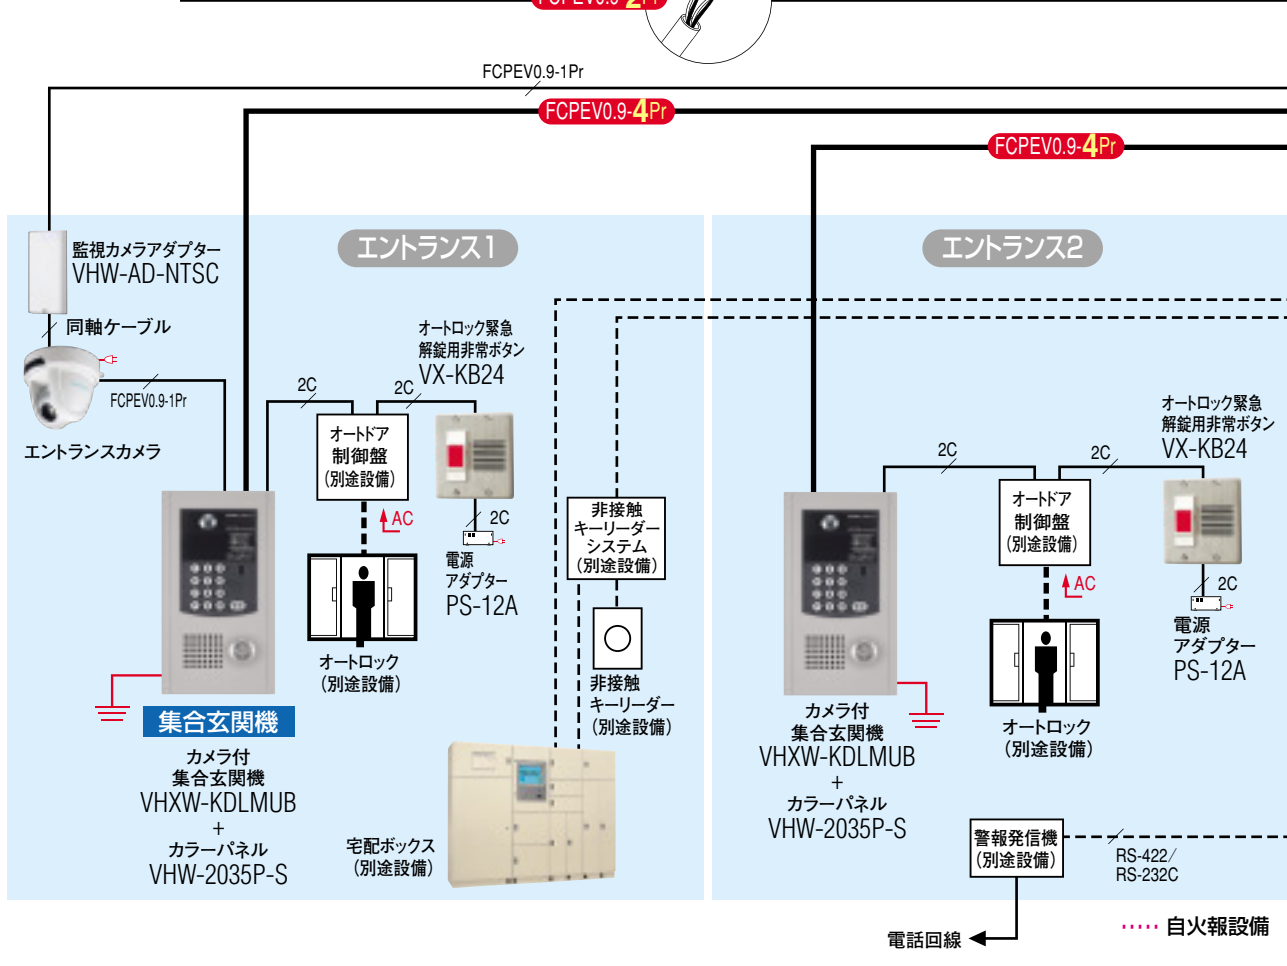 FCPEV0.9-2Pr
FCPEV0.9-1Pr
FCPEV0.9-4Pr
FCPEV0.9-4Pr
エントランス1
監視カメラアダプター
VHW-AD-NTSC
同軸ケーブル
FCPEV0.9-1Pr
エントランスカメラ
2C
2C
オートロック緊急
解錠用非常ボタン
VX-KB24
オートドア
制御盤
(別途設備)
AC
2C
電源
アダプター
PS-12A
オートロック
(別途設備)
非接触
キーリーダー
システム
(別途設備)
非接触
キーリーダー
(別途設備)
集合玄関機
カメラ付
集合玄関機
VHXW-KDLMUB
+
カラーパネル
VHW-2035P-S
宅配ボックス
(別途設備)
エントランス2
2C
2C
オートロック緊急
解錠用非常ボタン
VX-KB24
オートドア
制御盤
(別途設備)
AC
2C
電源
アダプター
PS-12A
オートロック
(別途設備)
カメラ付
集合玄関機
VHXW-KDLMUB
+
カラーパネル
VHW-2035P-S
警報発信機
(別途設備)
RS-422/
RS-232C
電話回線
自火報設備